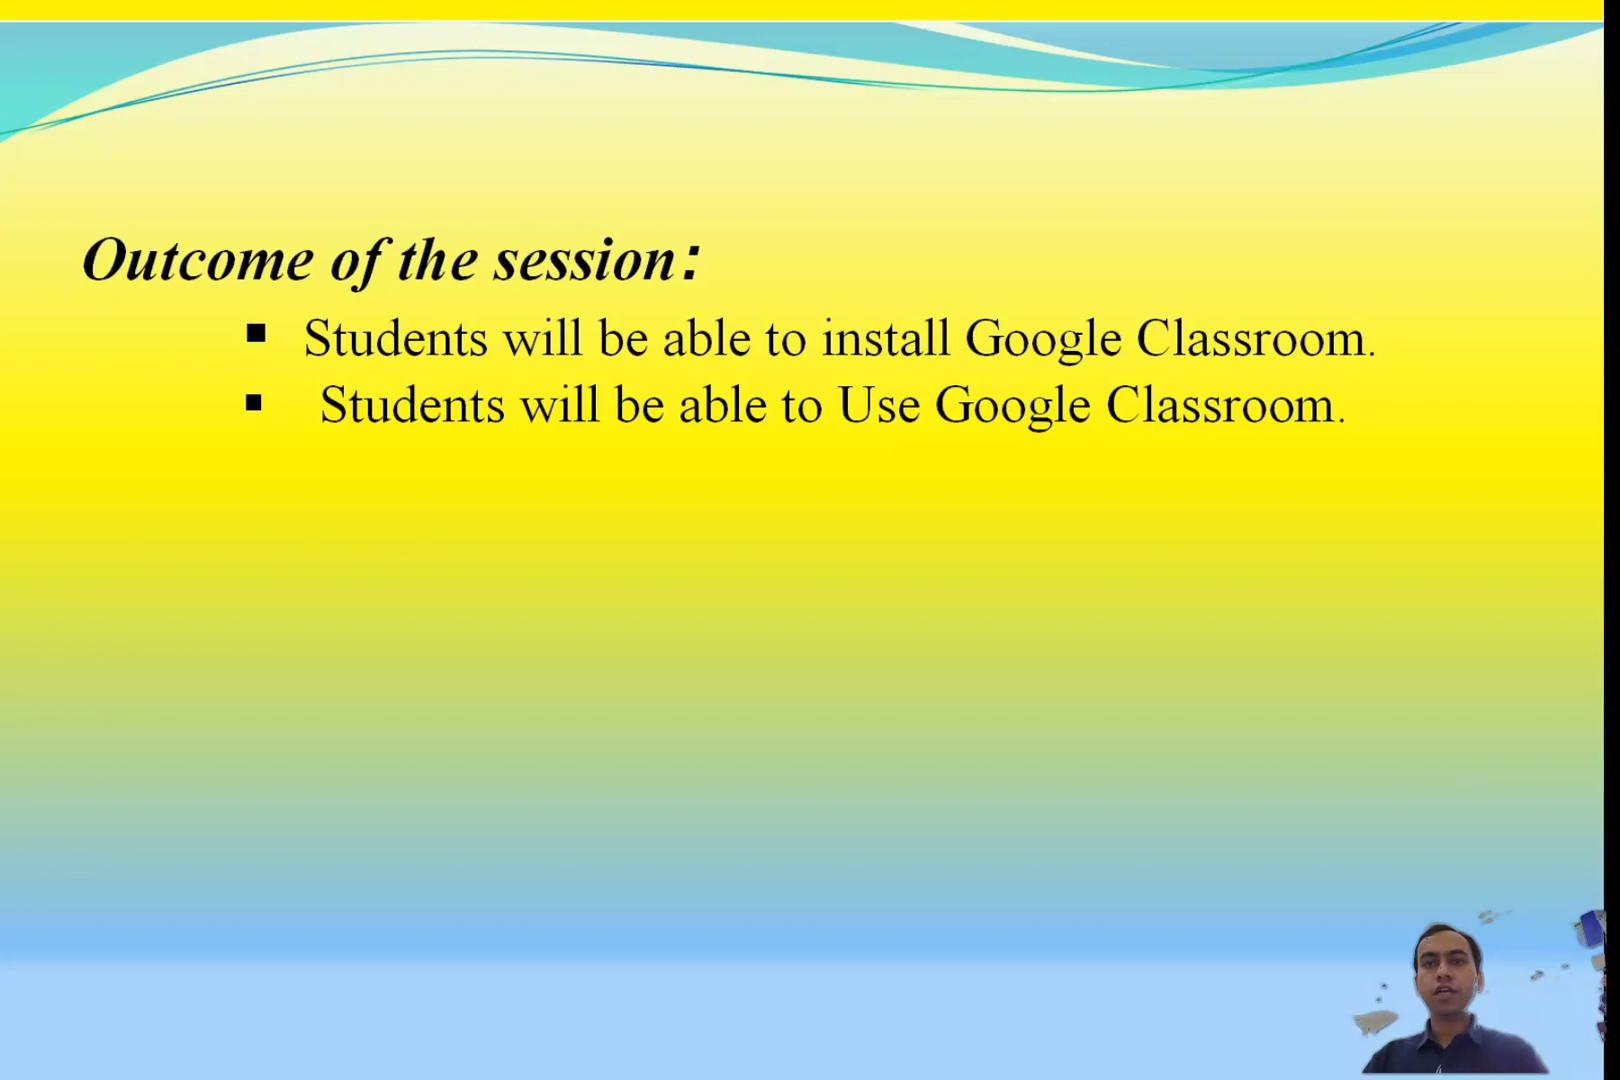 Outcome of the session:
▪ Students will be able to install Google Classroom.
▪ Students will be able to Use Google Classroom.